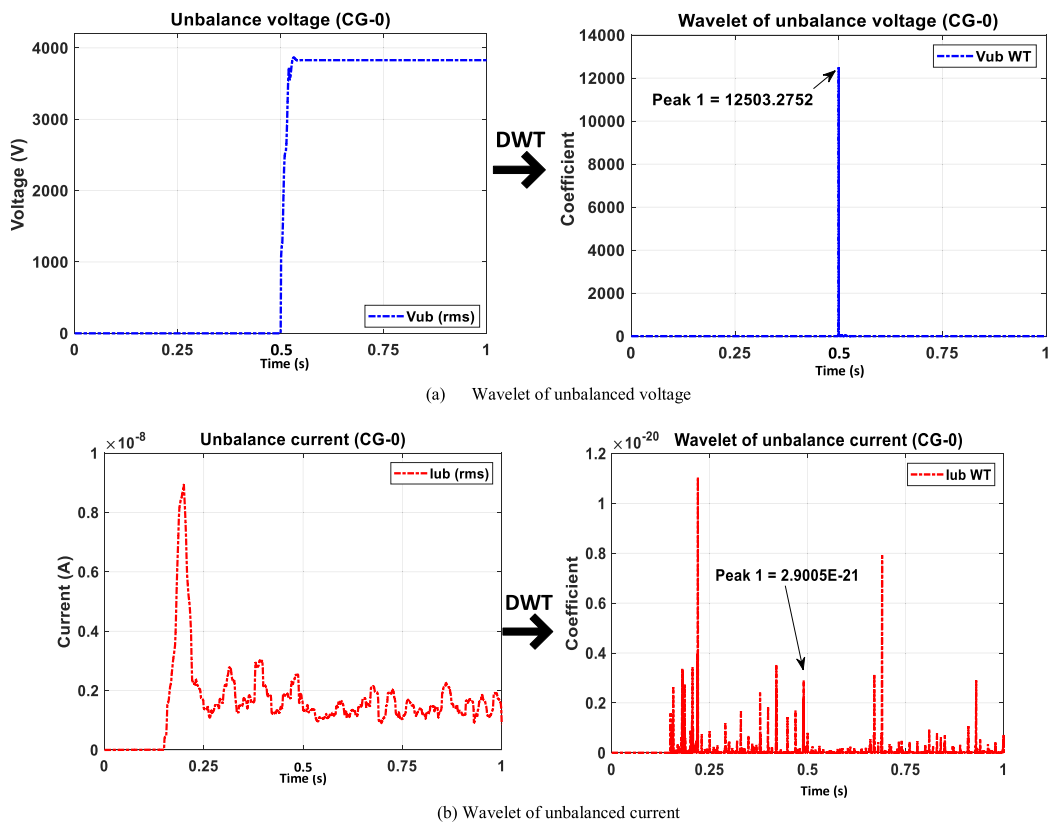 Unbalance voltage (CG-0)
Voltage (V)
4000
3000
2000
1000
0
Vub (rms)
0 0.25 0.5 0.75 1
Time (s)
DWT
Wavelet of unbalance voltage (CG-0)
Coefficient
14000
12000
10000
8000
6000
4000
2000
0
Vub WT
Peak 1 = 12503.2752
0 0.25 0.5 0.75 1
Time (s)
(a) Wavelet of unbalanced voltage
Unbalance current (CG-0)
×10-8
Current (A)
1
0.8
0.6
0.4
0.2
0
Iub (rms)
0 0.25 0.5 0.75 1
Time (s)
DWT
Wavelet of unbalance current (CG-0)
×10-20
Coefficient
1.2
1
0.8
0.6
0.4
0.2
0
Iub WT
Peak 1 = 2.9005E-21
0 0.25 0.5 0.75 1
Time (s)
(b) Wavelet of unbalanced current